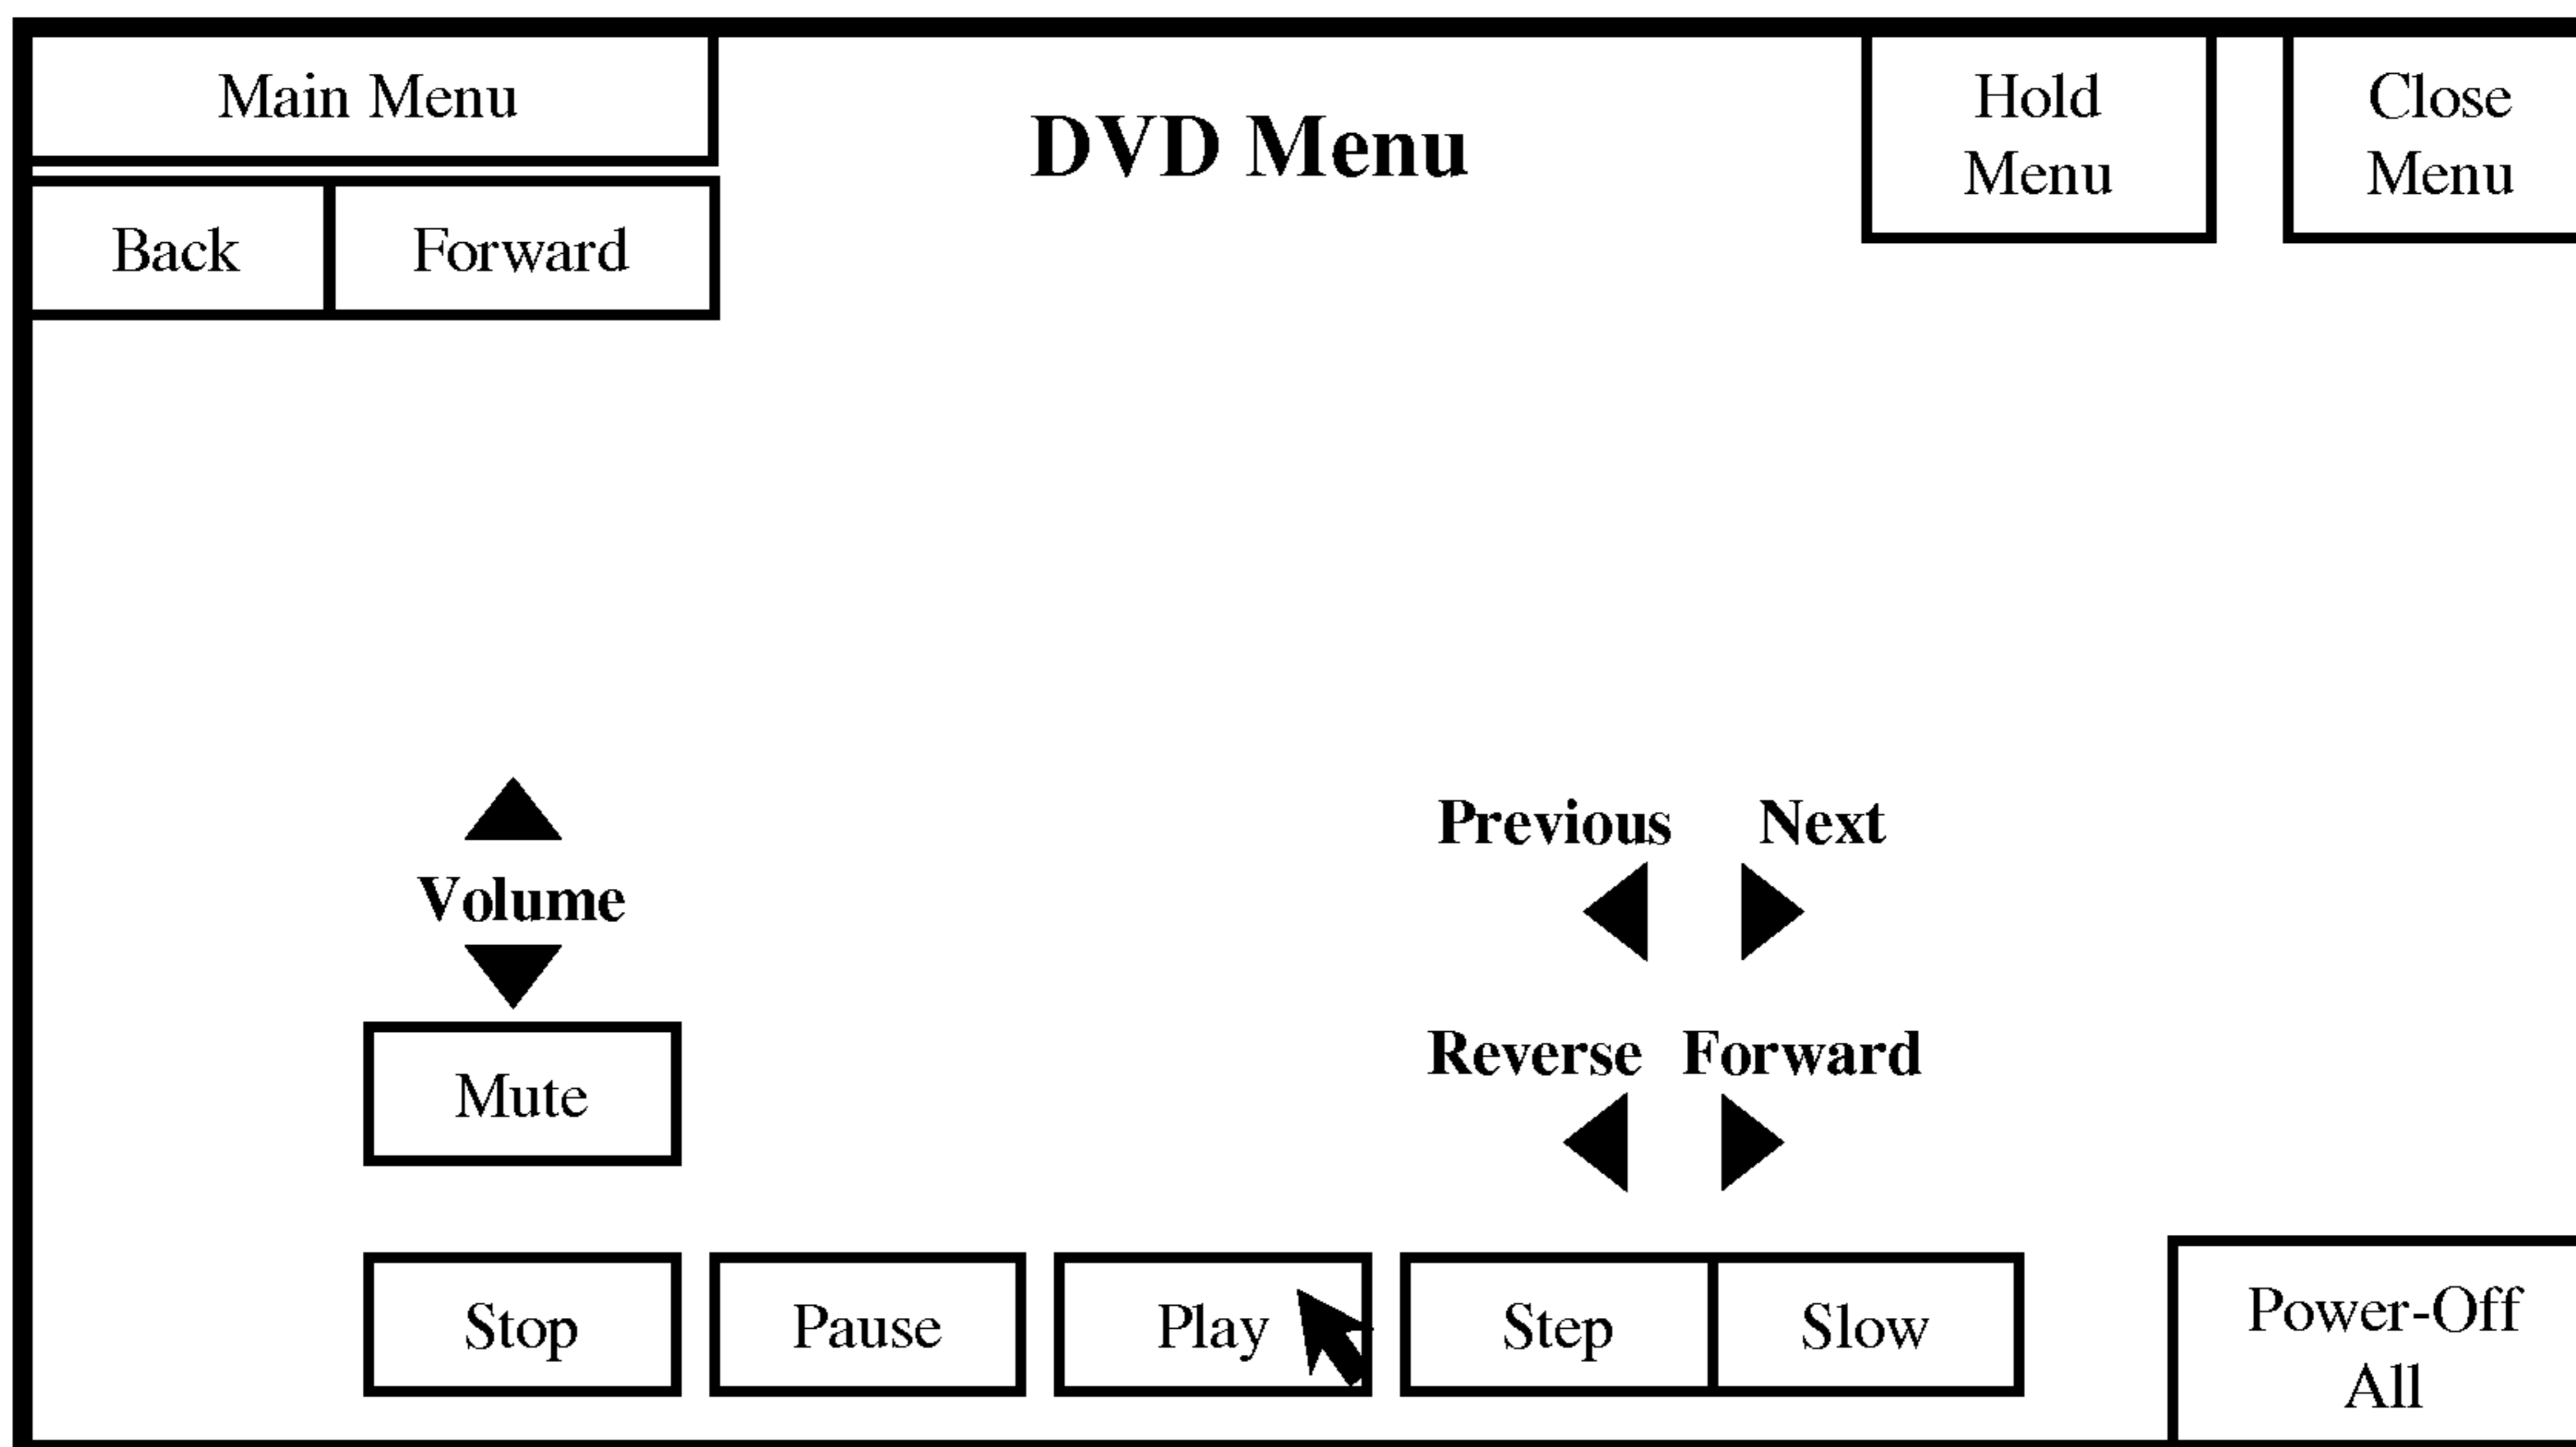 Main Menu
DVD Menu
Hold
Menu
Close
Menu
Back
Forward
Volume
Mute
Previous
Next
Reverse
Forward
Stop
Pause
Play
Step
Slow
Power-Off
All